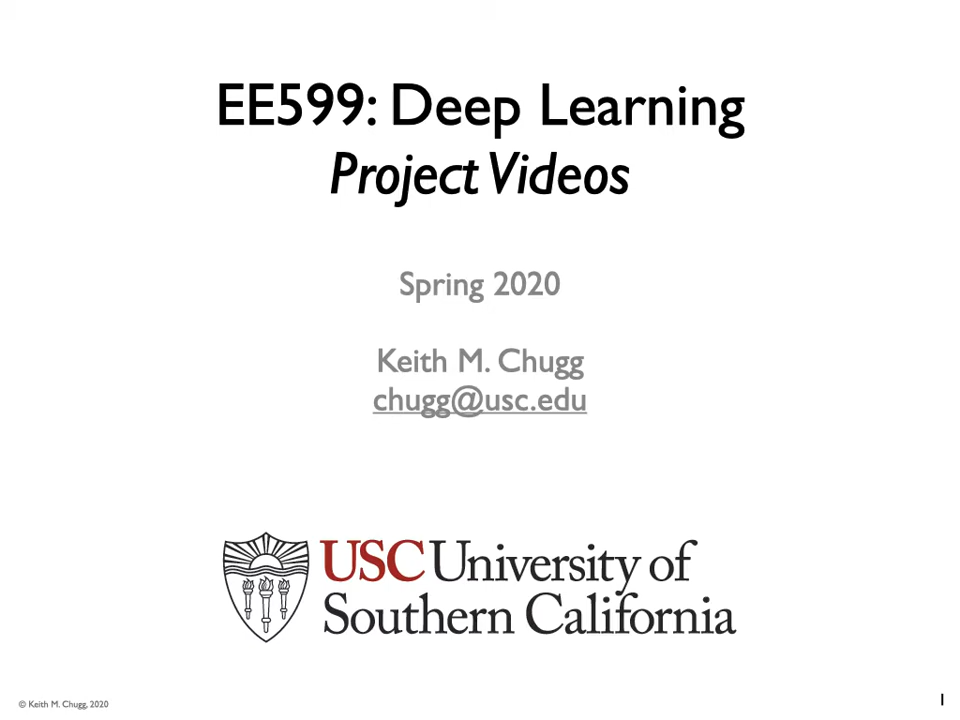 EE599: Deep Learning
Project Videos
Spring 2020
Keith M. Chugg
chugg@usc.edu
USC University of
Southern California
© Keith M. Chugg, 2020
1